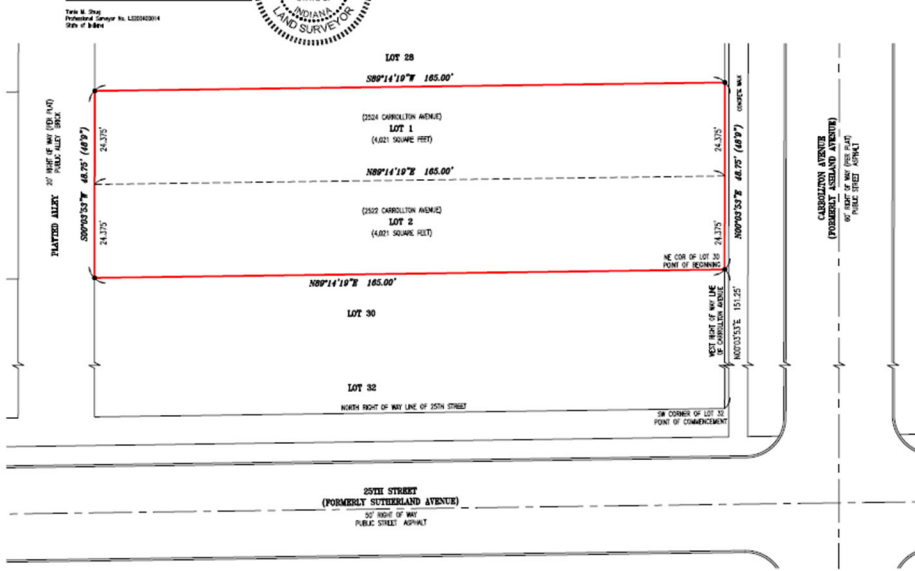 Professional Surveyor No.
State of Indiana
INDIANA
LAND SURVEYOR
LOT 28
S89°14'19"W 165.00'
20' RIGHT OF WAY (PER PLAT)
PUBLIC ALLEY BRICK
PLATTED ALLEY
S00°03'53"W 48.75' (48'9")
24.375'
24.375'
(2524 CARROLLTON AVENUE)
LOT 1
(4,021 SQUARE FEET)
N89°14'19"E 165.00'
(2522 CARROLLTON AVENUE)
LOT 2
(4,021 SQUARE FEET)
24.375'
24.375'
N00°03'53"E 48.75' (48'9")
CONCRETE WALK
NE COR OF LOT 30
POINT OF BEGINNING
N89°14'19"E 165.00'
LOT 30
WEST RIGHT OF WAY LINE
OF CARROLLTON AVENUE
N00°03'53"E 151.25'
CARROLLTON AVENUE
(FORMERLY ASHLAND AVENUE)
60' RIGHT OF WAY (PER PLAT)
PUBLIC STREET ASPHALT
LOT 32
NORTH RIGHT OF WAY LINE OF 25TH STREET
SW CORNER OF LOT 32
POINT OF COMMENCEMENT
25TH STREET
(FORMERLY SUTHERLAND AVENUE)
50' RIGHT OF WAY
PUBLIC STREET ASPHALT